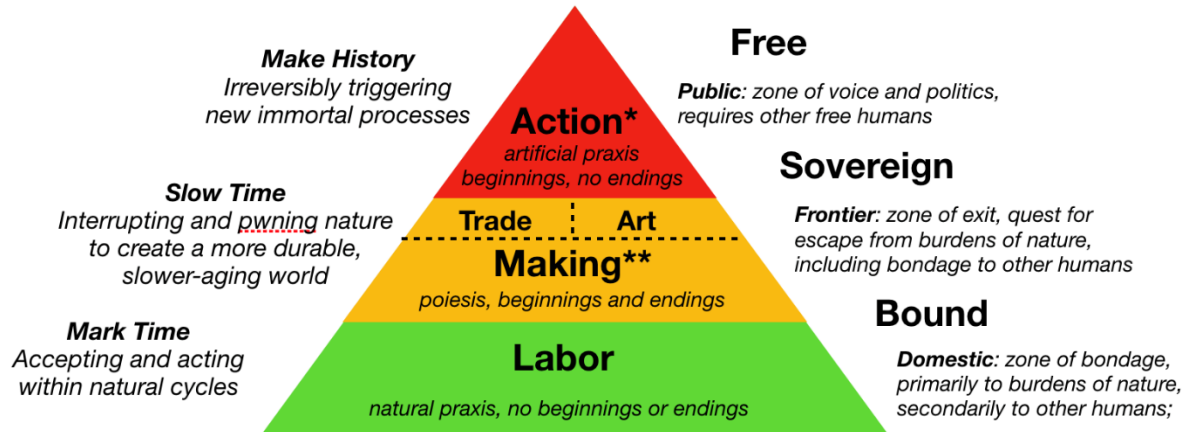 Make History
Irreversibly triggering
new immortal processes
Free
Public: zone of voice and politics,
requires other free humans
Action*
artificial praxis
beginnings, no endings
Slow Time
Interrupting and pwning nature
to create a more durable,
slower-aging world
Trade
Art
Making**
poiesis, beginnings and endings
Sovereign
Frontier: zone of exit, quest for
escape from burdens of nature,
including bondage to other humans
Mark Time
Accepting and acting
within natural cycles
Labor
natural praxis, no beginnings or endings
Bound
Domestic: zone of bondage,
primarily to burdens of nature,
secondarily to other humans;